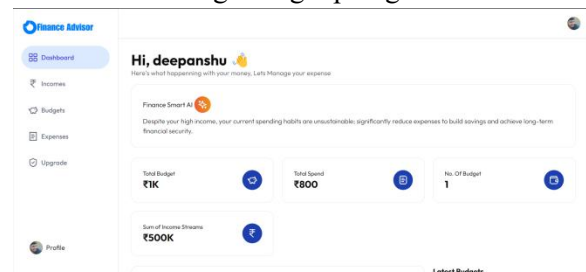 Finance Advisor
Dashboard
Incomes
Budgets
Expenses
Upgrade
Profile
Hi, deepanshu 👋
Here's what happenning with your money, Lets Manage your expense
Finance Smart AI
Despite your high income, your current spending habits are unsustainable; significantly reduce expenses to build savings and achieve long-term
financial security.
Total Budget
₹1K
Total Spend
₹800
No. Of Budget
1
Sum of Income Streams
₹500K
Latest Budgets